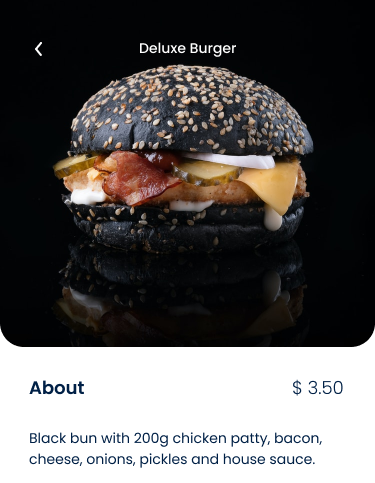 Deluxe Burger
About
$ 3.50
Black bun with 200g chicken patty, bacon,
cheese, onions, pickles and house sauce.